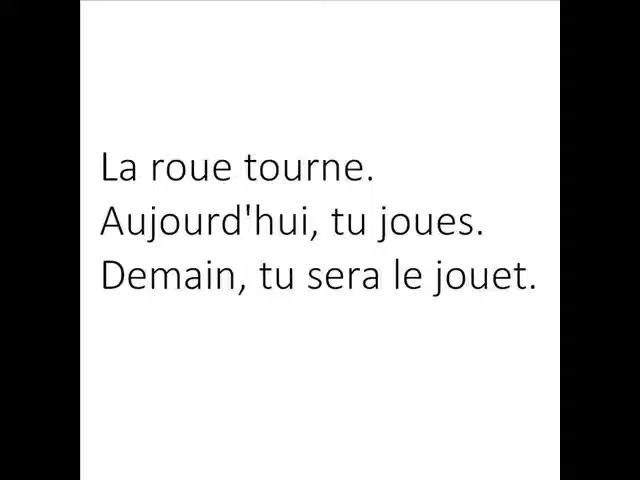 La roue tourne.
Aujourd'hui, tu joues.
Demain, tu sera le jouet.